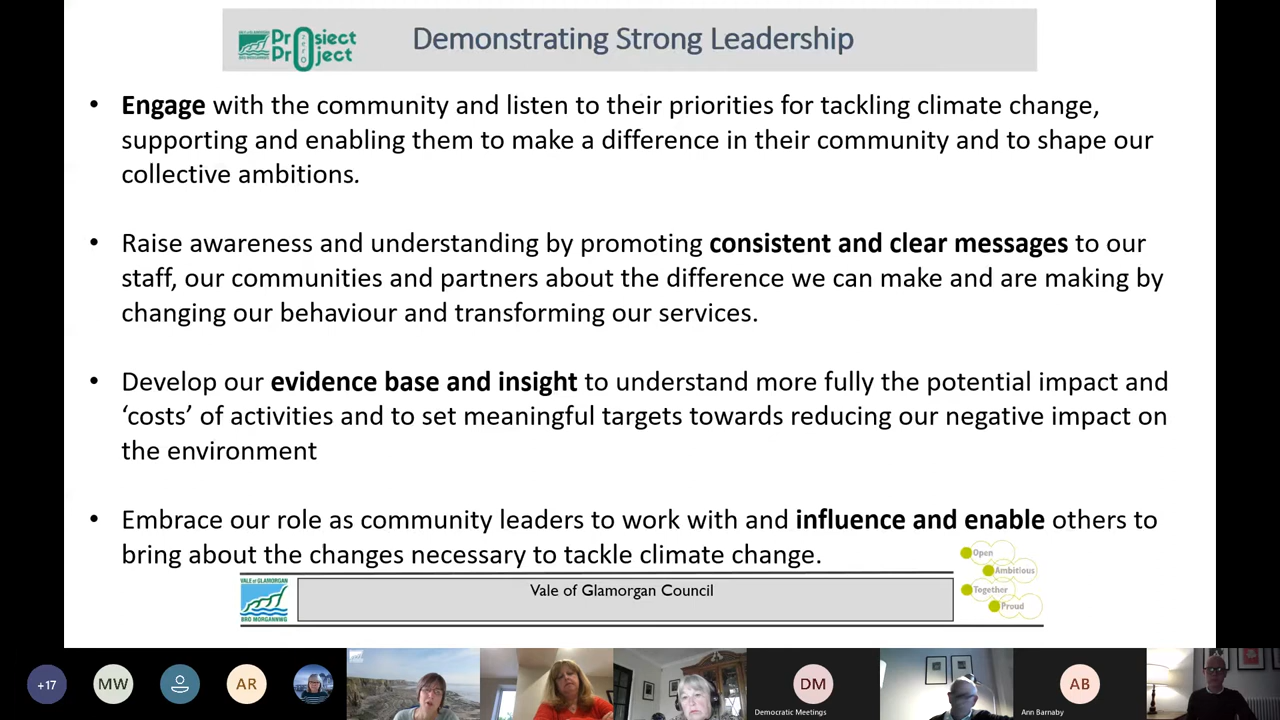 Prosiect
zero
Project
Demonstrating Strong Leadership
• Engage with the community and listen to their priorities for tackling climate change,
supporting and enabling them to make a difference in their community and to shape our
collective ambitions.
• Raise awareness and understanding by promoting consistent and clear messages to our
staff, our communities and partners about the difference we can make and are making by
changing our behaviour and transforming our services.
• Develop our evidence base and insight to understand more fully the potential impact and
‘costs’ of activities and to set meaningful targets towards reducing our negative impact on
the environment
• Embrace our role as community leaders to work with and influence and enable others to
bring about the changes necessary to tackle climate change.
Open
Ambitious
Together
Proud
VALE of GLAMORGAN
BRO MORGANNWG
Vale of Glamorgan Council
+17
MW
AR
DM
Democratic Meetings
AB
Ann Barnaby